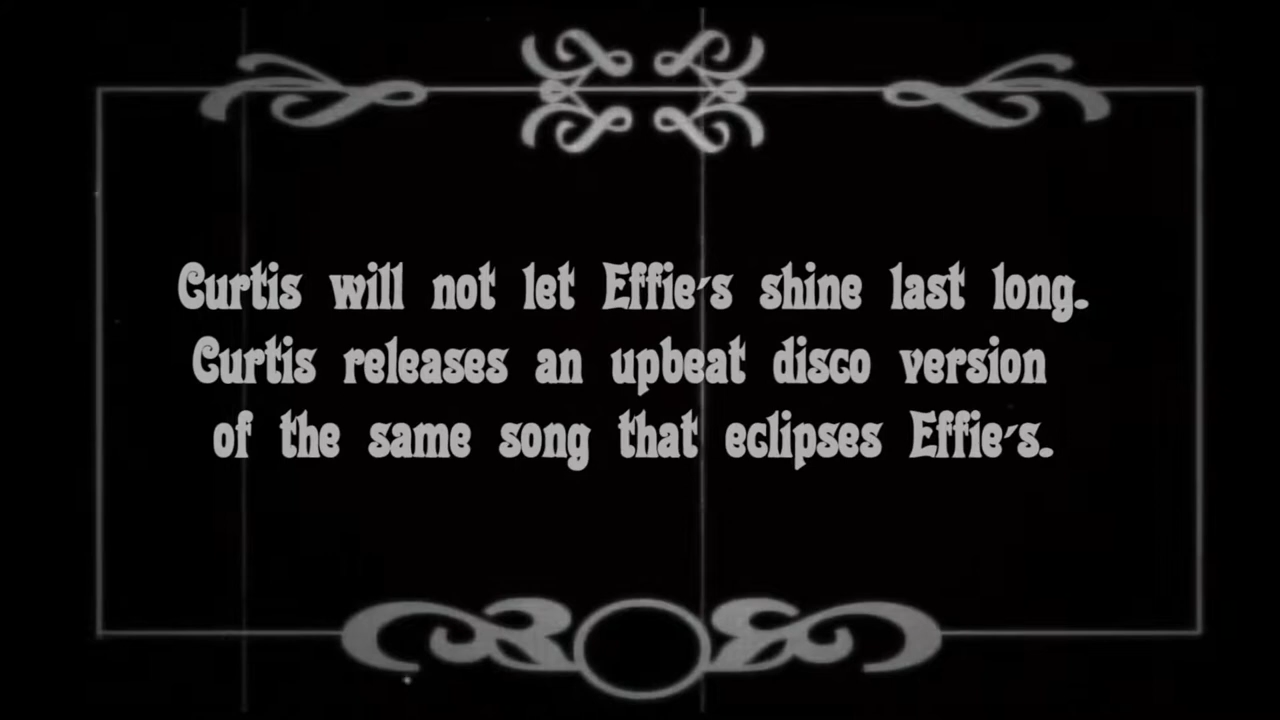 Curtis will not let Effie's shine last long.
Curtis releases an upbeat disco version
of the same song that eclipses Effie's.